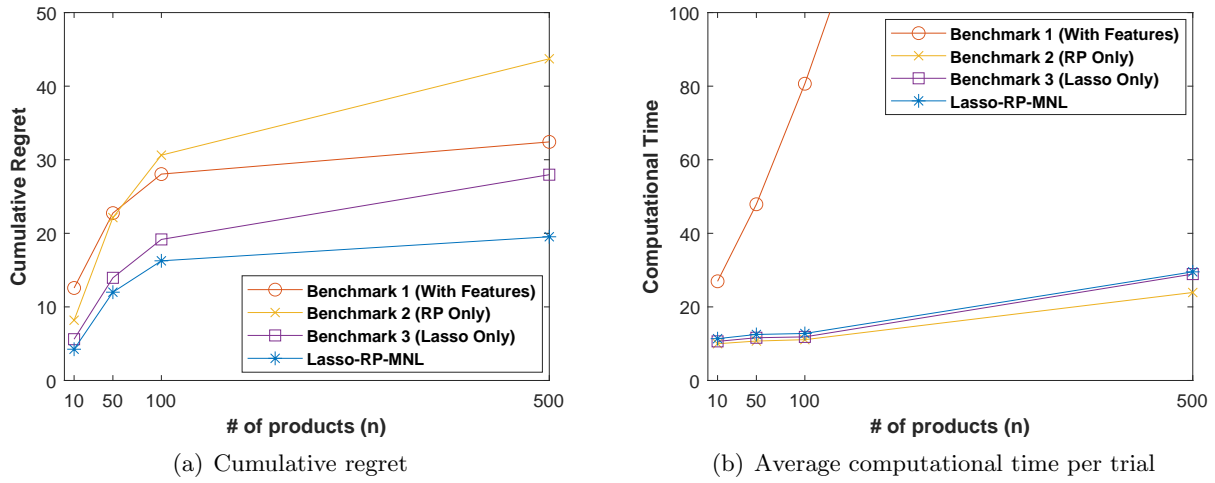 50
40
30
20
10
0
Cumulative Regret
Benchmark 1 (With Features)
Benchmark 2 (RP Only)
Benchmark 3 (Lasso Only)
Lasso-RP-MNL
10 50 100 500
# of products (n)
(a) Cumulative regret
100
80
60
40
20
0
Computational Time
Benchmark 1 (With Features)
Benchmark 2 (RP Only)
Benchmark 3 (Lasso Only)
Lasso-RP-MNL
10 50 100 500
# of products (n)
(b) Average computational time per trial